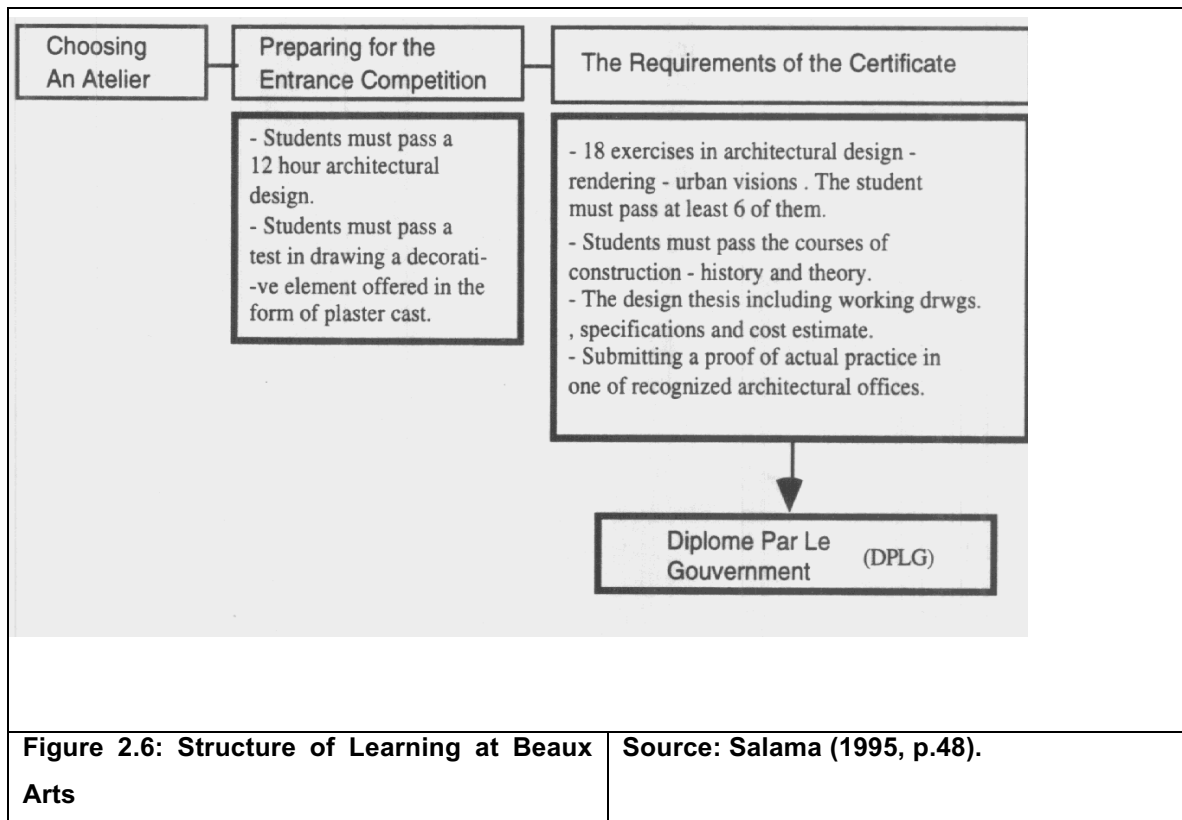 Choosing
An Atelier
Preparing for the
Entrance Competition
The Requirements of the Certificate
- Students must pass a
12 hour architectural
design.
- Students must pass a
test in drawing a decorati-
-ve element offered in the
form of plaster cast.
- 18 exercises in architectural design -
rendering - urban visions . The student
must pass at least 6 of them.
- Students must pass the courses of
construction - history and theory.
- The design thesis including working drwgs.
, specifications and cost estimate.
- Submitting a proof of actual practice in
one of recognized architectural offices.
Diplome Par Le
Gouvernment
(DPLG)
Figure 2.6: Structure of Learning at Beaux
Arts
Source: Salama (1995, p.48).